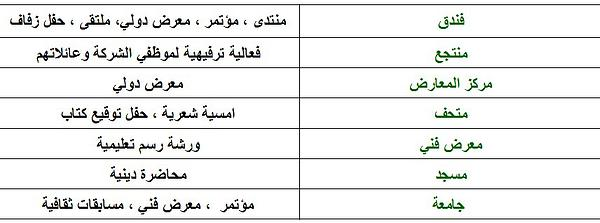 فندق منتدى ، مؤتمر ، معرض دولي، ملتقى ، حفل زفاف
منتجع فعالية ترفيهية لموظفي الشركة وعائلاتهم
مركز المعارض معرض دولي
متحف امسية شعرية ، حفل توقيع كتاب
معرض فني ورشة رسم تعليمية
مسجد محاضرة دينية
جامعة مؤتمر ، معرض فني ، مسابقات ثقافية